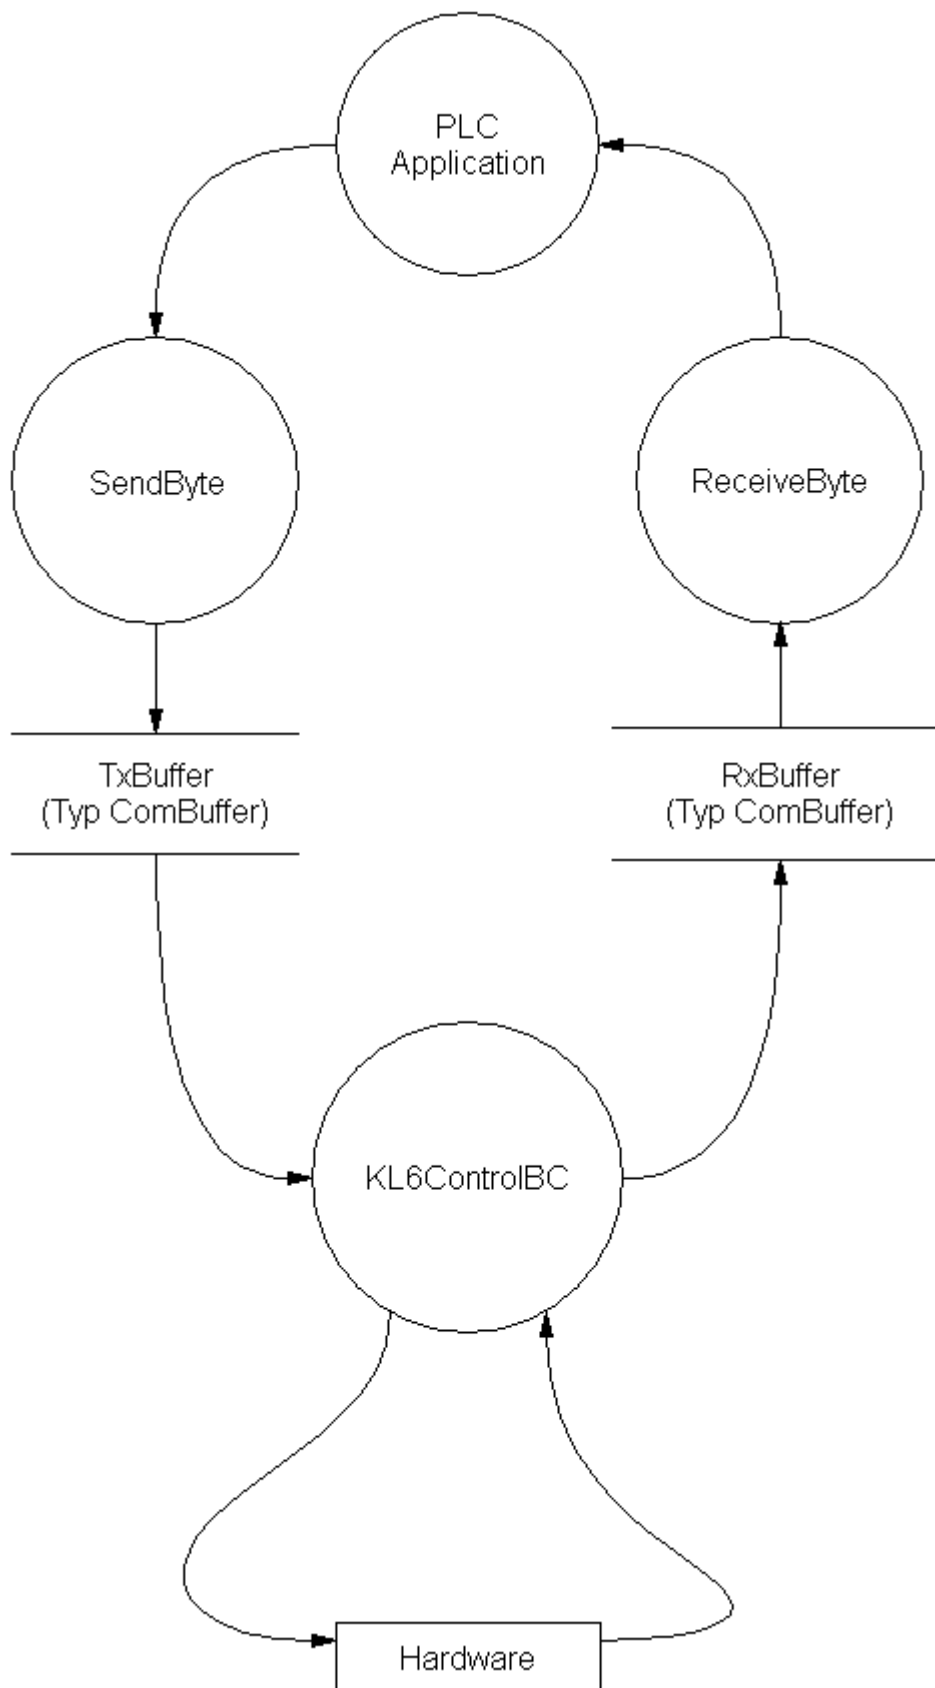 PLC
Application
SendByte
ReceiveByte
TxBuffer
(Typ ComBuffer)
RxBuffer
(Typ ComBuffer)
KL6ControlBC
Hardware